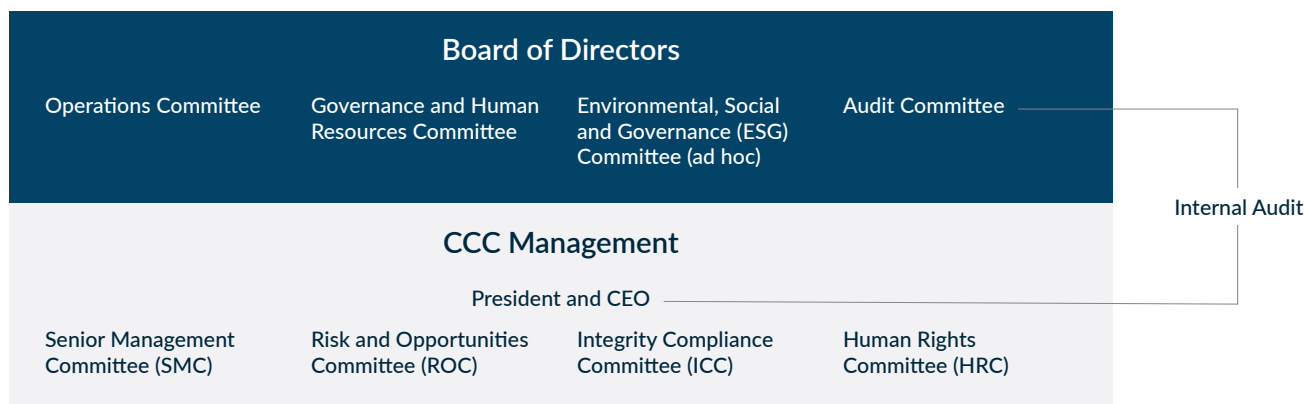 Board of Directors
Operations Committee
Governance and Human
Resources Committee
Environmental, Social
and Governance (ESG)
Committee (ad hoc)
Audit Committee
Internal Audit
CCC Management
President and CEO
Senior Management
Committee (SMC)
Risk and Opportunities
Committee (ROC)
Integrity Compliance
Committee (ICC)
Human Rights
Committee (HRC)